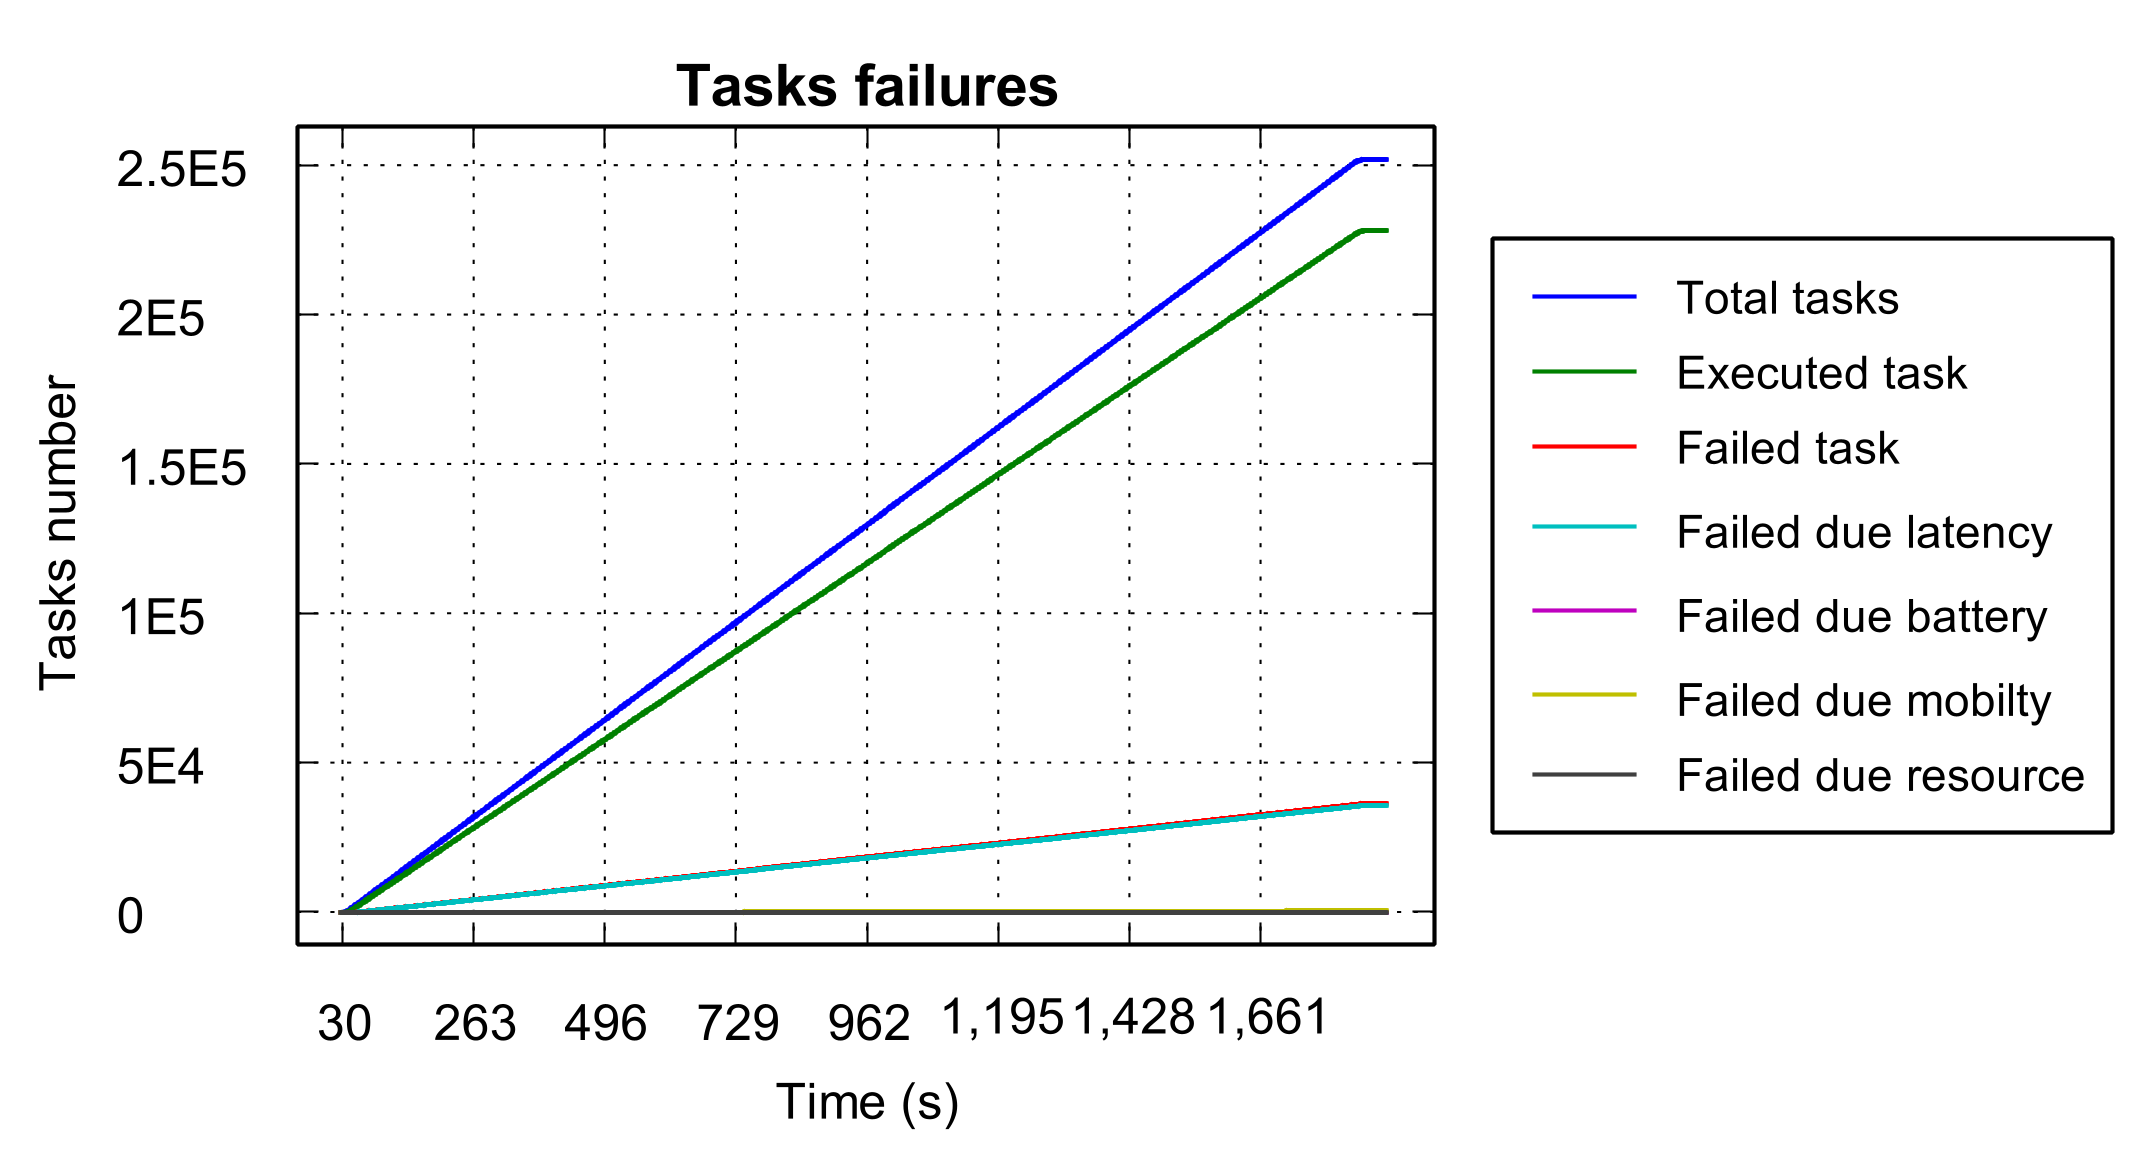 Tasks failures
2.5E5
2E5
1.5E5
1E5
5E4
0
Tasks number
30 263 496 729 962 1,195 1,428 1,661
Time (s)
Total tasks
Executed task
Failed task
Failed due latency
Failed due battery
Failed due mobilty
Failed due resource